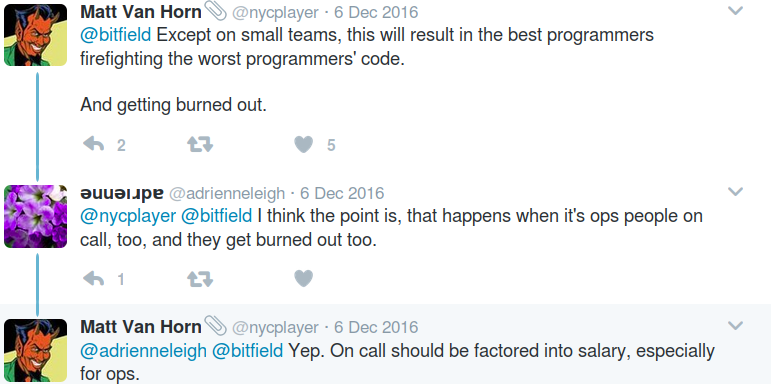 Matt Van Horn @nycplayer · 6 Dec 2016
@bitfield Except on small teams, this will result in the best programmers
firefighting the worst programmers' code.
And getting burned out.
2 5
ǝuuǝıɹpɐ @adrienneleigh · 6 Dec 2016
@nycplayer @bitfield I think the point is, that happens when it's ops people on
call, too, and they get burned out too.
1
Matt Van Horn @nycplayer · 6 Dec 2016
@adrienneleigh @bitfield Yep. On call should be factored into salary, especially
for ops.